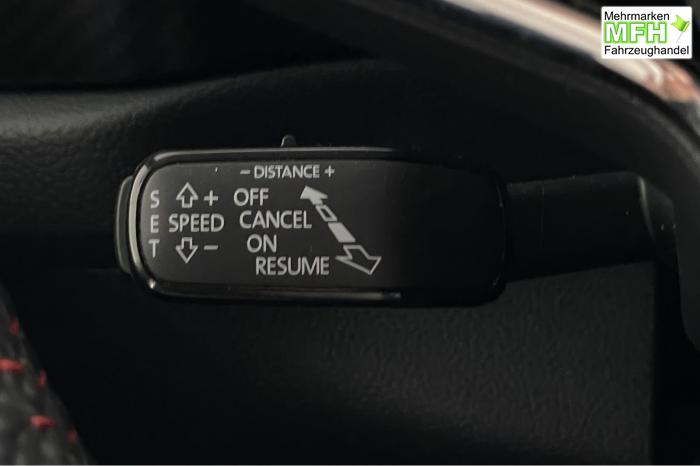 Mehrmarken
MFH
Fahrzeughandel
- DISTANCE +
S + OFF
E SPEED CANCEL
T - ON
RESUME